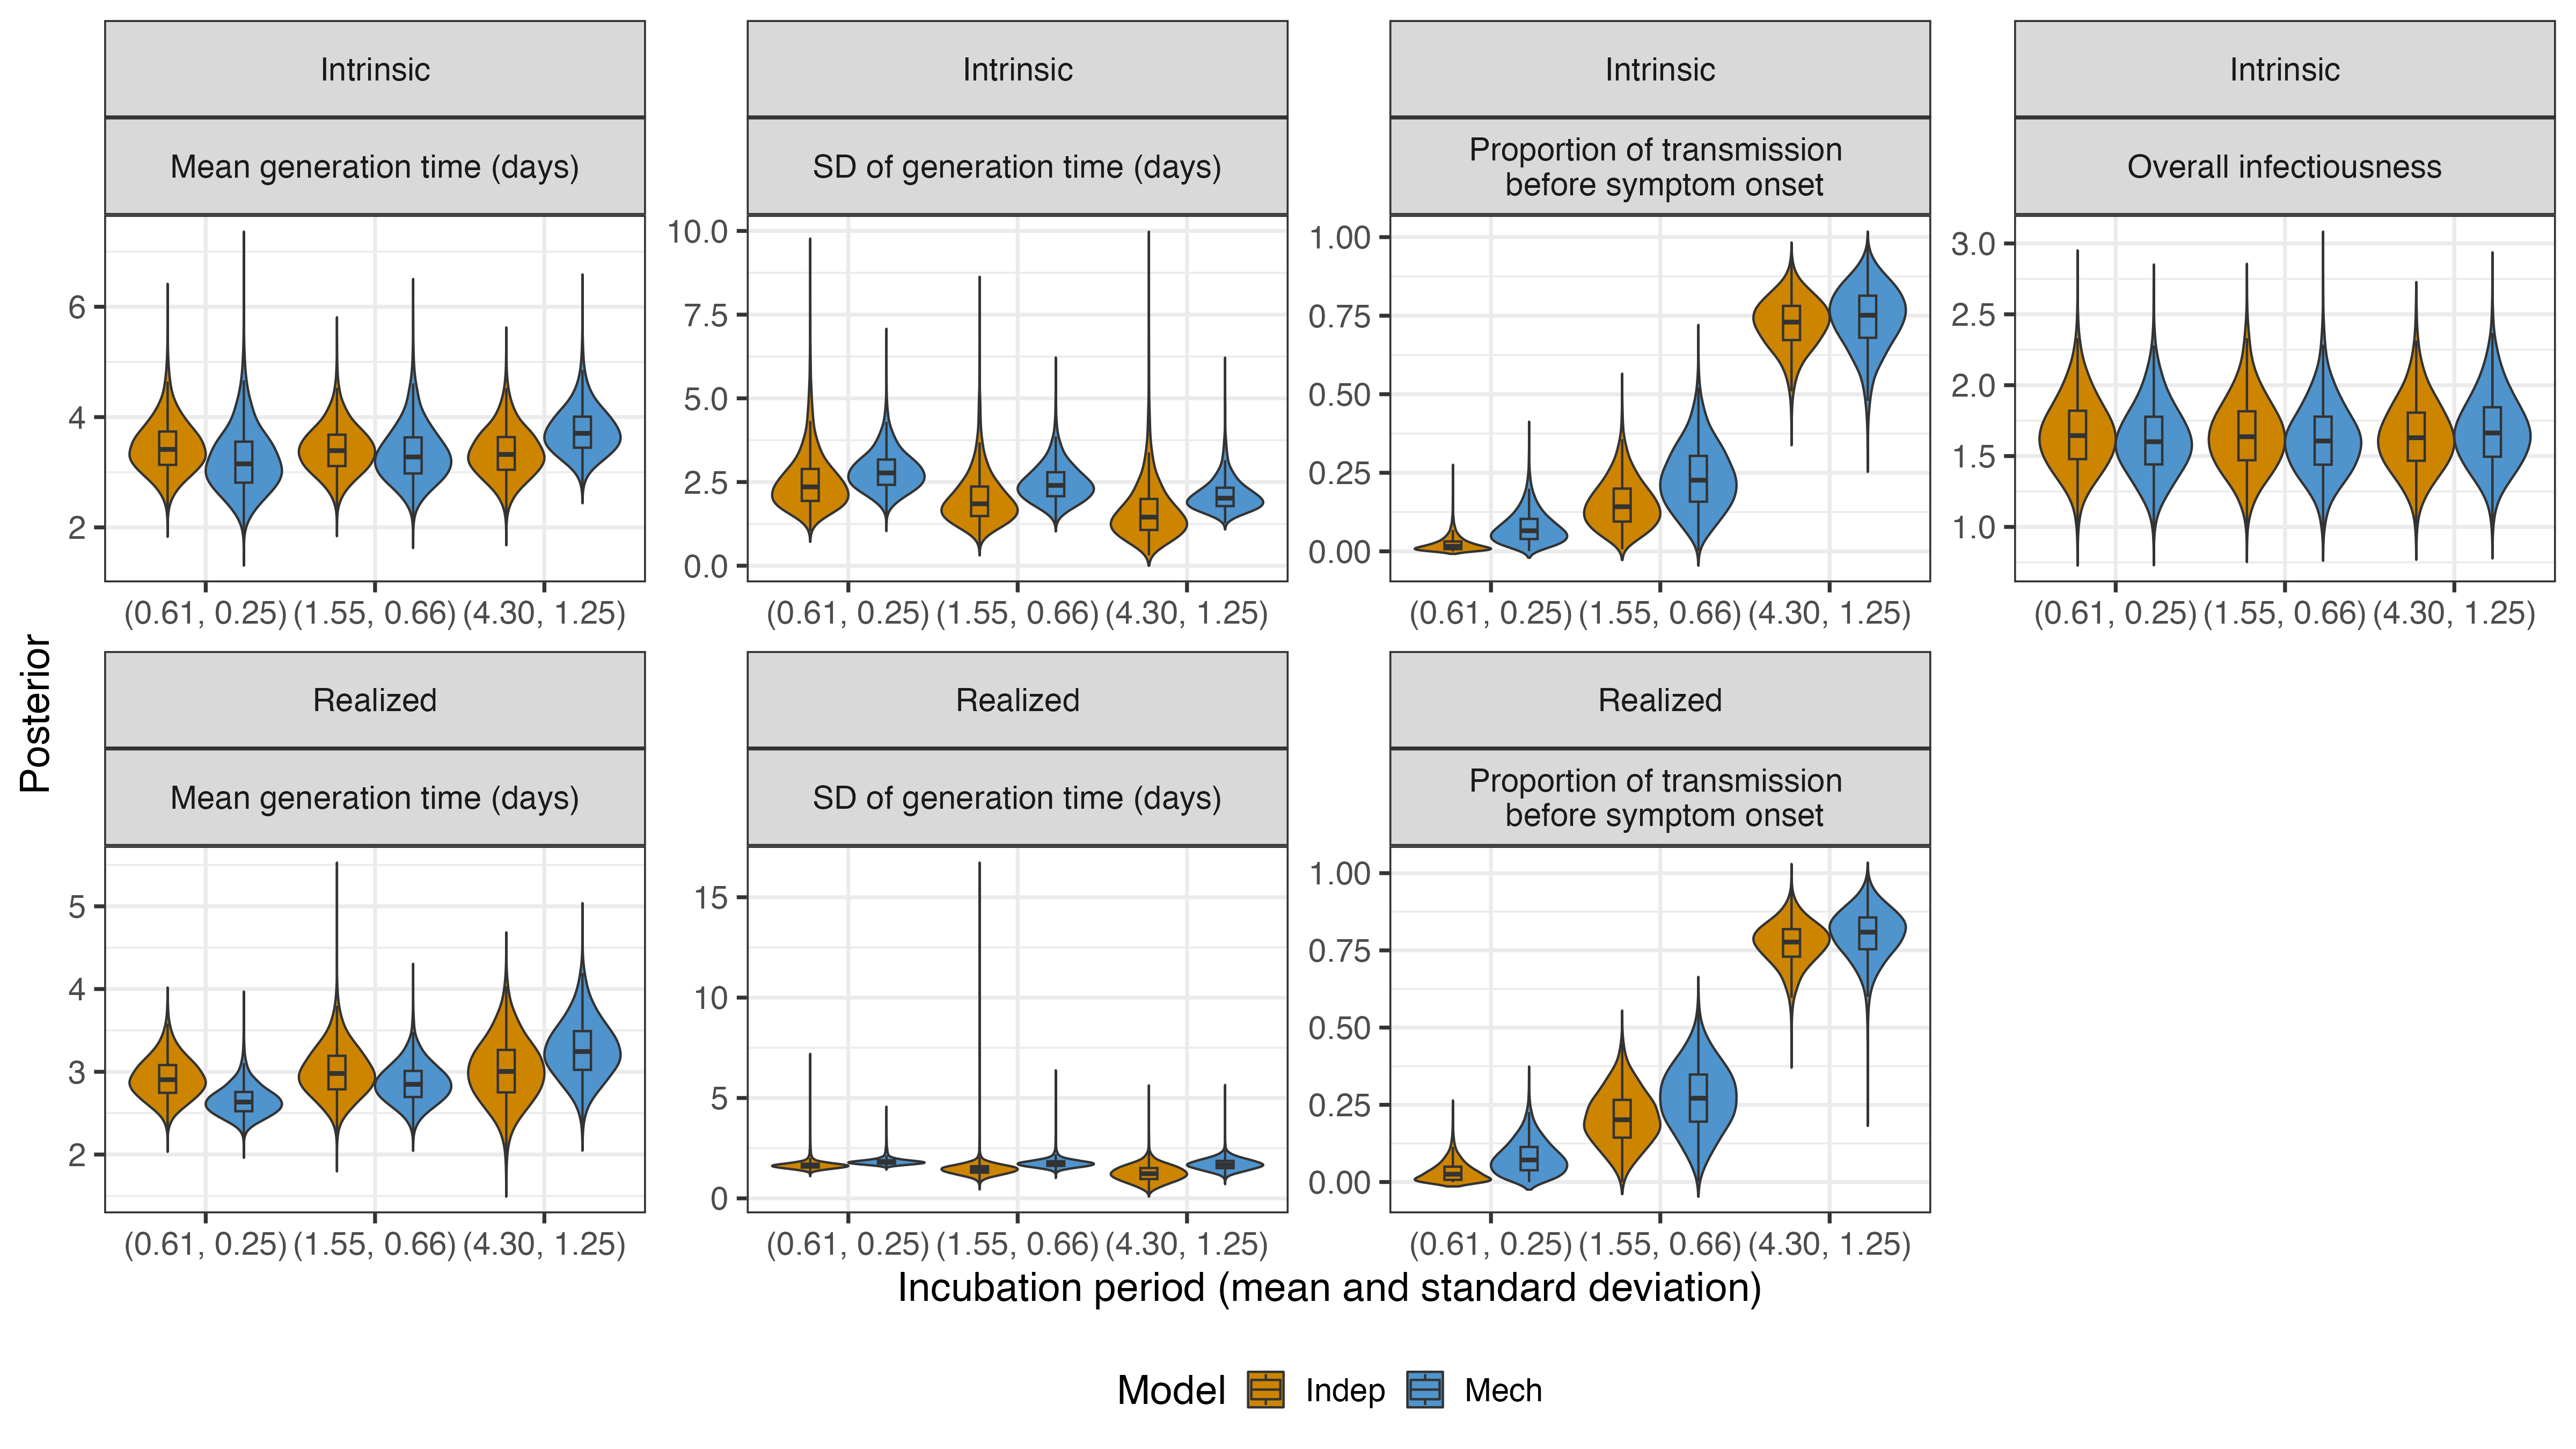 Intrinsic
Mean generation time (days)
6
4
2
(0.61, 0.25) (1.55, 0.66) (4.30, 1.25)
Intrinsic
SD of generation time (days)
10.0
7.5
5.0
2.5
0.0
(0.61, 0.25) (1.55, 0.66) (4.30, 1.25)
Intrinsic
Proportion of transmission
before symptom onset
1.00
0.75
0.50
0.25
0.00
(0.61, 0.25) (1.55, 0.66) (4.30, 1.25)
Intrinsic
Overall infectiousness
3.0
2.5
2.0
1.5
1.0
(0.61, 0.25) (1.55, 0.66) (4.30, 1.25)
Posterior
Realized
Mean generation time (days)
5
4
3
2
(0.61, 0.25) (1.55, 0.66) (4.30, 1.25)
Realized
SD of generation time (days)
15
10
5
0
(0.61, 0.25) (1.55, 0.66) (4.30, 1.25)
Realized
Proportion of transmission
before symptom onset
1.00
0.75
0.50
0.25
0.00
(0.61, 0.25) (1.55, 0.66) (4.30, 1.25)
Incubation period (mean and standard deviation)
Model Indep Mech